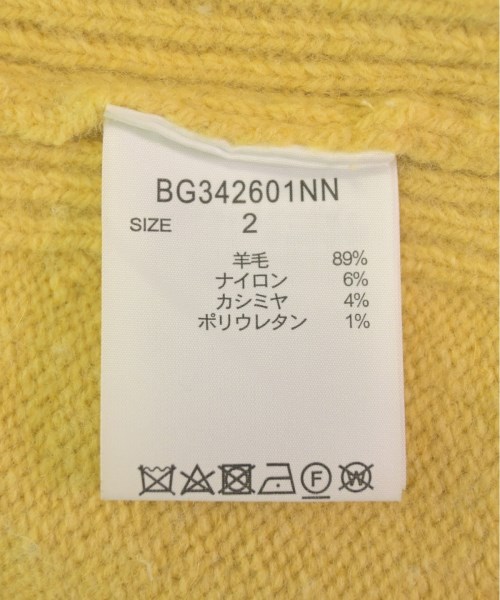 BG342601NN
SIZE 2
羊毛 89%
ナイロン 6%
カシミヤ 4%
ポリウレタン 1%
F W